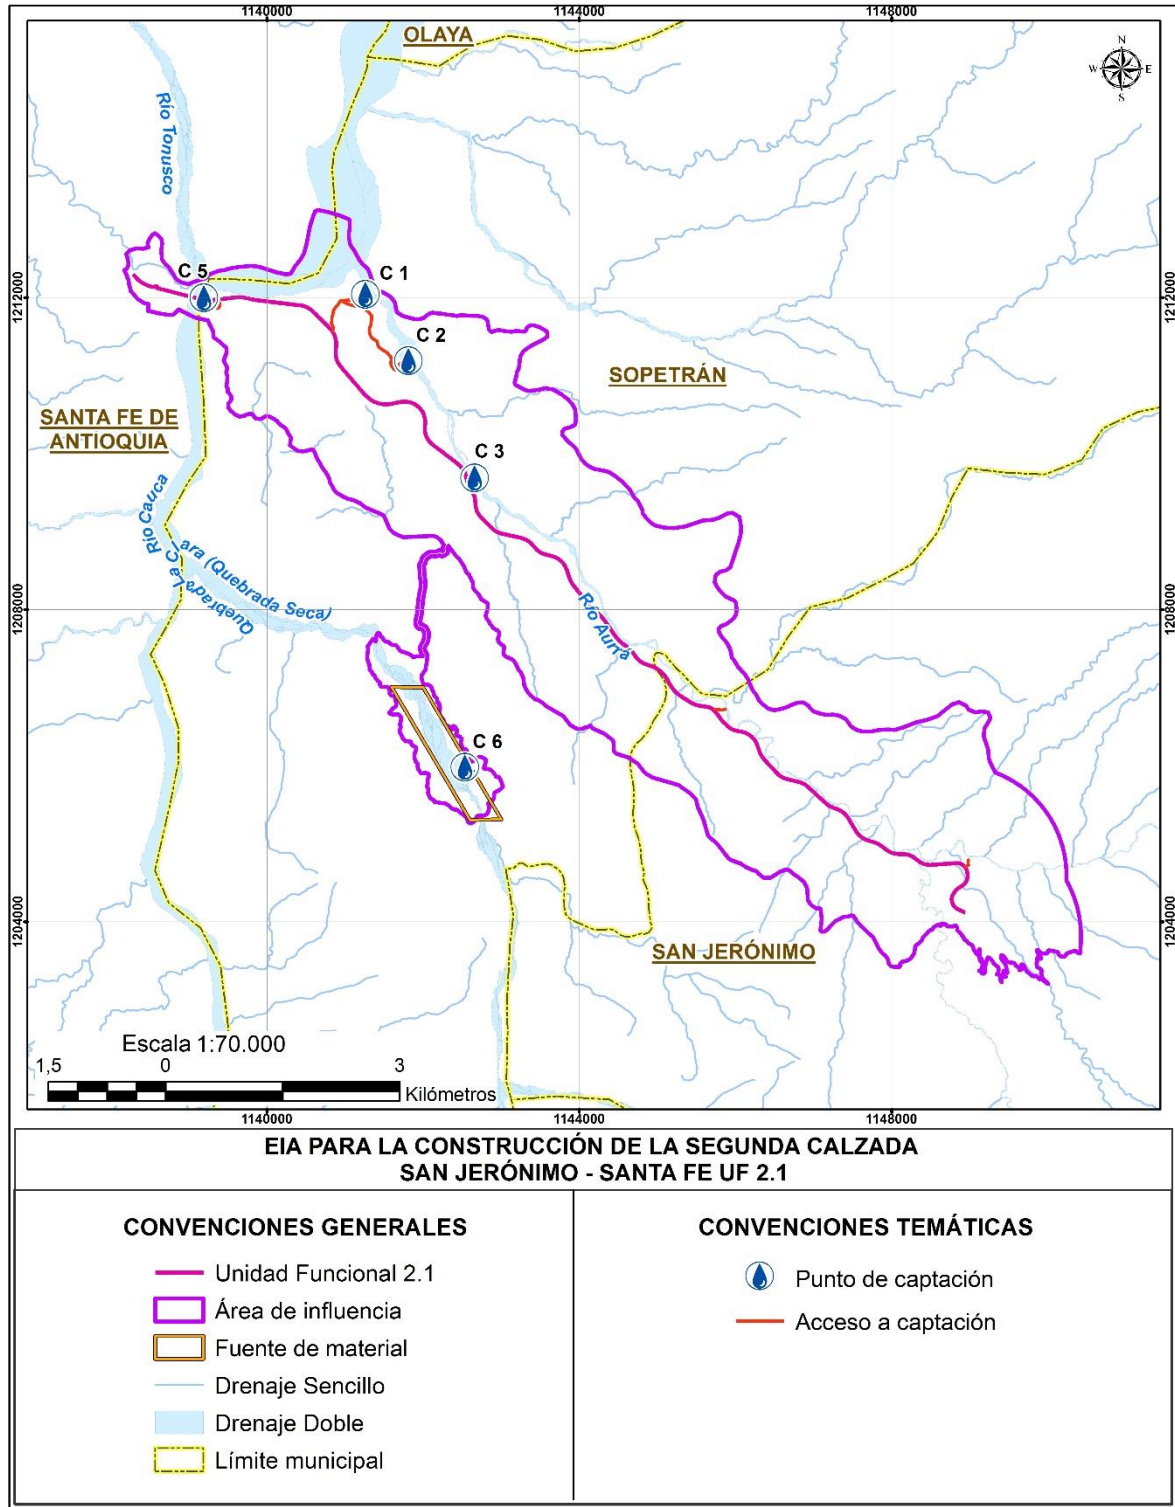 1140000
1144000
1148000
OLAYA
N
W
E
S
Río Tonusco
C 5
C 1
1212000
1212000
C 2
SOPETRÁN
SANTA FE DE
ANTIOQUIA
C 3
Río Cauca
Quebrada La C ara (Quebrada Seca)
1208000
1208000
Río Aurrá
C 6
1204000
1204000
SAN JERÓNIMO
Escala 1:70.000
1,5 0 3
Kilómetros
1140000
1144000
1148000
EIA PARA LA CONSTRUCCIÓN DE LA SEGUNDA CALZADA
SAN JERÓNIMO - SANTA FE UF 2.1
CONVENCIONES GENERALES
Unidad Funcional 2.1
Área de influencia
Fuente de material
Drenaje Sencillo
Drenaje Doble
Límite municipal
CONVENCIONES TEMÁTICAS
Punto de captación
Acceso a captación